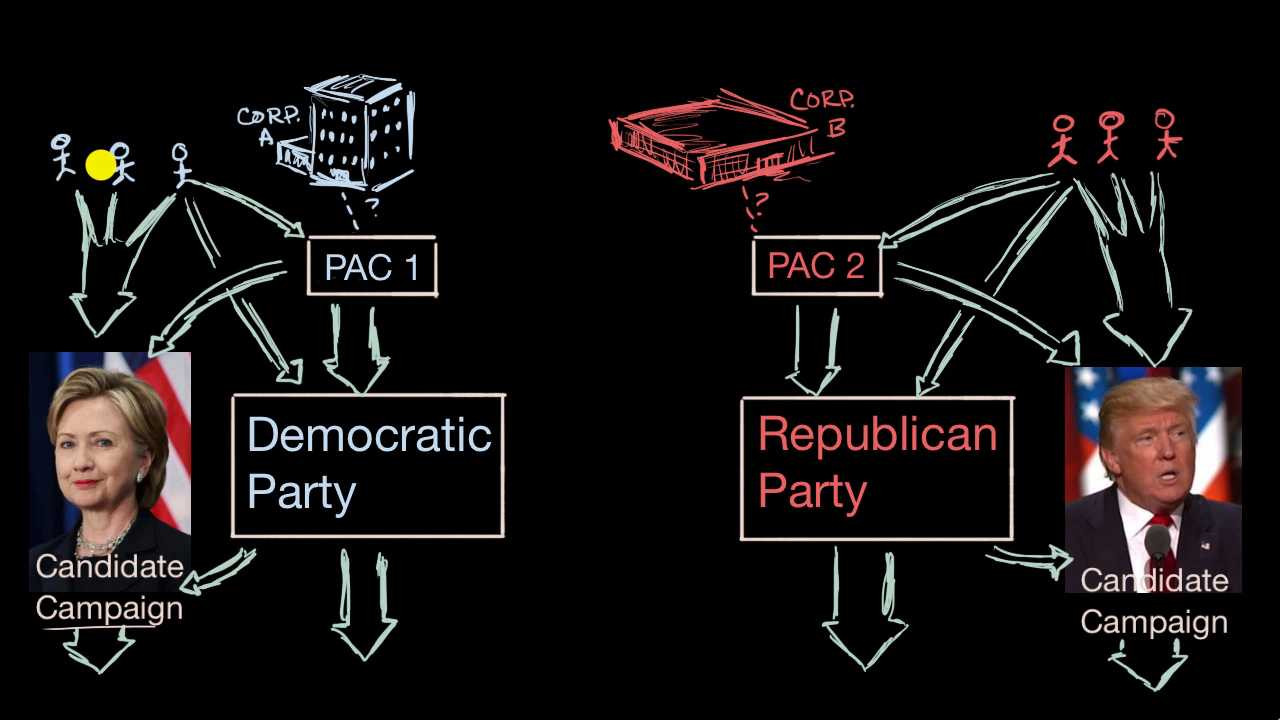 CORP.
A
?
CORP.
B
?
PAC 1
PAC 2
Democratic
Party
Republican
Party
Candidate
Campaign
Candidate
Campaign